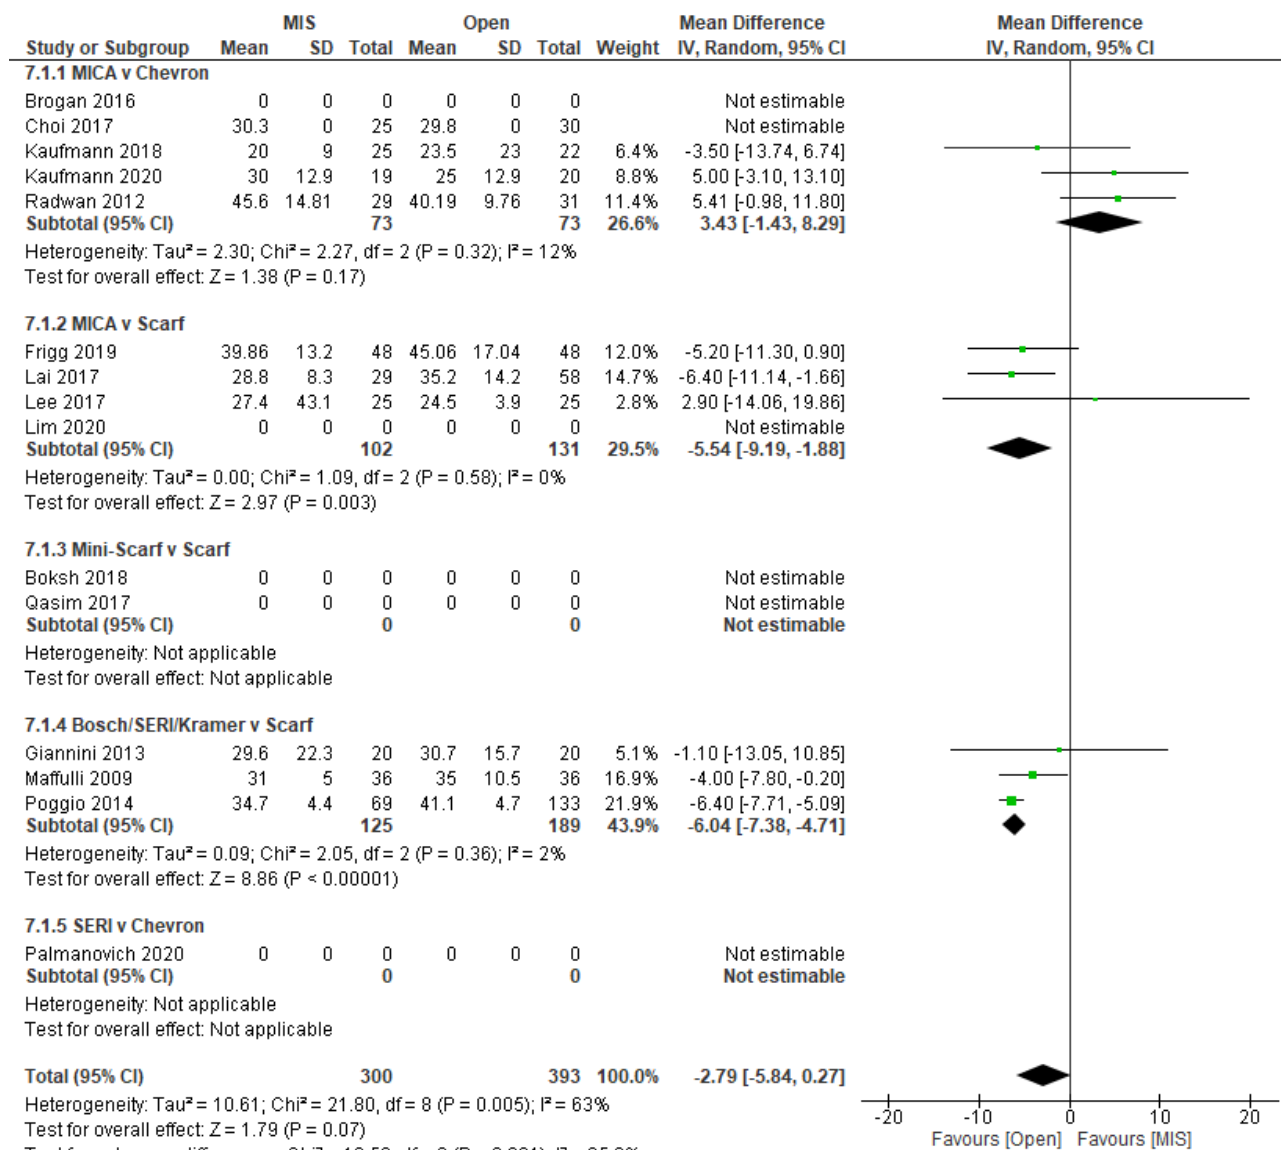 MIS Open Mean Difference Mean Difference
Study or Subgroup Mean SD Total Mean SD Total Weight IV, Random, 95% CI IV, Random, 95% CI
7.1.1 MICA v Chevron
Brogan 2016 0 0 0 0 0 0 Not estimable
Choi 2017 30.3 0 25 29.8 0 30 Not estimable
Kaufmann 2018 20 9 25 23.5 23 22 6.4% -3.50 [-13.74, 6.74]
Kaufmann 2020 30 12.9 19 25 12.9 20 8.8% 5.00 [-3.10, 13.10]
Radwan 2012 45.6 14.81 29 40.19 9.76 31 11.4% 5.41 [-0.98, 11.80]
Subtotal (95% CI) 73 73 26.6% 3.43 [-1.43, 8.29]
Heterogeneity: Tau² = 2.30; Chi² = 2.27, df = 2 (P = 0.32); I² = 12%
Test for overall effect: Z = 1.38 (P = 0.17)
7.1.2 MICA v Scarf
Frigg 2019 39.86 13.2 48 45.06 17.04 48 12.0% -5.20 [-11.30, 0.90]
Lai 2017 28.8 8.3 29 35.2 14.2 58 14.7% -6.40 [-11.14, -1.66]
Lee 2017 27.4 43.1 25 24.5 3.9 25 2.8% 2.90 [-14.06, 19.86]
Lim 2020 0 0 0 0 0 0 Not estimable
Subtotal (95% CI) 102 131 29.5% -5.54 [-9.19, -1.88]
Heterogeneity: Tau² = 0.00; Chi² = 1.09, df = 2 (P = 0.58); I² = 0%
Test for overall effect: Z = 2.97 (P = 0.003)
7.1.3 Mini-Scarf v Scarf
Boksh 2018 0 0 0 0 0 0 Not estimable
Qasim 2017 0 0 0 0 0 0 Not estimable
Subtotal (95% CI) 0 0 Not estimable
Heterogeneity: Not applicable
Test for overall effect: Not applicable
7.1.4 Bosch/SERI/Kramer v Scarf
Giannini 2013 29.6 22.3 20 30.7 15.7 20 5.1% -1.10 [-13.05, 10.85]
Maffulli 2009 31 5 36 35 10.5 36 16.9% -4.00 [-7.80, -0.20]
Poggio 2014 34.7 4.4 69 41.1 4.7 133 21.9% -6.40 [-7.71, -5.09]
Subtotal (95% CI) 125 189 43.9% -6.04 [-7.38, -4.71]
Heterogeneity: Tau² = 0.09; Chi² = 2.05, df = 2 (P = 0.36); I² = 2%
Test for overall effect: Z = 8.86 (P < 0.00001)
7.1.5 SERI v Chevron
Palmanovich 2020 0 0 0 0 0 0 Not estimable
Subtotal (95% CI) 0 0 Not estimable
Heterogeneity: Not applicable
Test for overall effect: Not applicable
Total (95% CI) 300 393 100.0% -2.79 [-5.84, 0.27]
Heterogeneity: Tau² = 10.61; Chi² = 21.80, df = 8 (P = 0.005); I² = 63%
Test for overall effect: Z = 1.79 (P = 0.07)
-20 -10 0 10 20
Favours [Open] Favours [MIS]